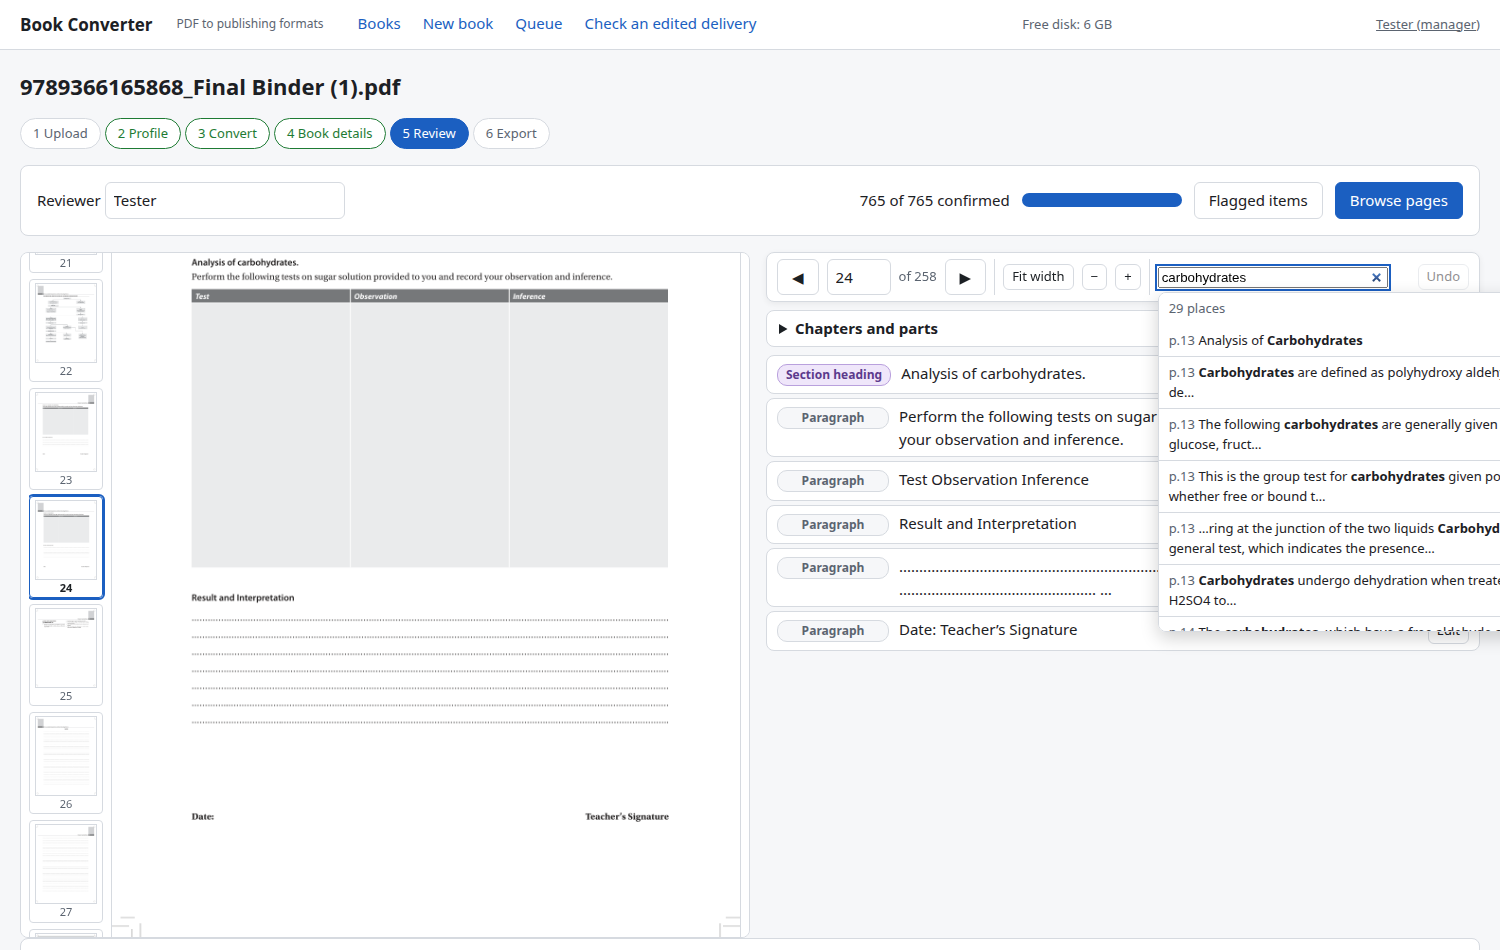 Book Converter PDF to publishing formats Books New book Queue Check an edited delivery Free disk: 6 GB Tester (manager)
9789366165868_Final Binder (1).pdf
1 Upload 2 Profile 3 Convert 4 Book details 5 Review 6 Export
Reviewer Tester 765 of 765 confirmed Flagged items Browse pages
21
22
23
24
25
26
27
Analysis of carbohydrates.
Perform the following tests on sugar solution provided to you and record your observation and inference.
Test Observation Inference
Result and Interpretation
Date: Teacher's Signature
◀ 24 of 258 ▶ Fit width − + carbohydrates × Undo
29 places
p.13 Analysis of Carbohydrates
p.13 Carbohydrates are defined as polyhydroxy aldeh
de...
p.13 The following carbohydrates are generally given
glucose, fruct...
p.13 This is the group test for carbohydrates given po
whether free or bound t...
p.13 ...ring at the junction of the two liquids Carbohyd
general test, which indicates the presence...
p.13 Carbohydrates undergo dehydration when treate
H2SO4 to...
▶ Chapters and parts
Section heading Analysis of carbohydrates.
Paragraph Perform the following tests on sugar
your observation and inference.
Paragraph Test Observation Inference
Paragraph Result and Interpretation
Paragraph ................................................................
................................................ ...
Paragraph Date: Teacher’s Signature